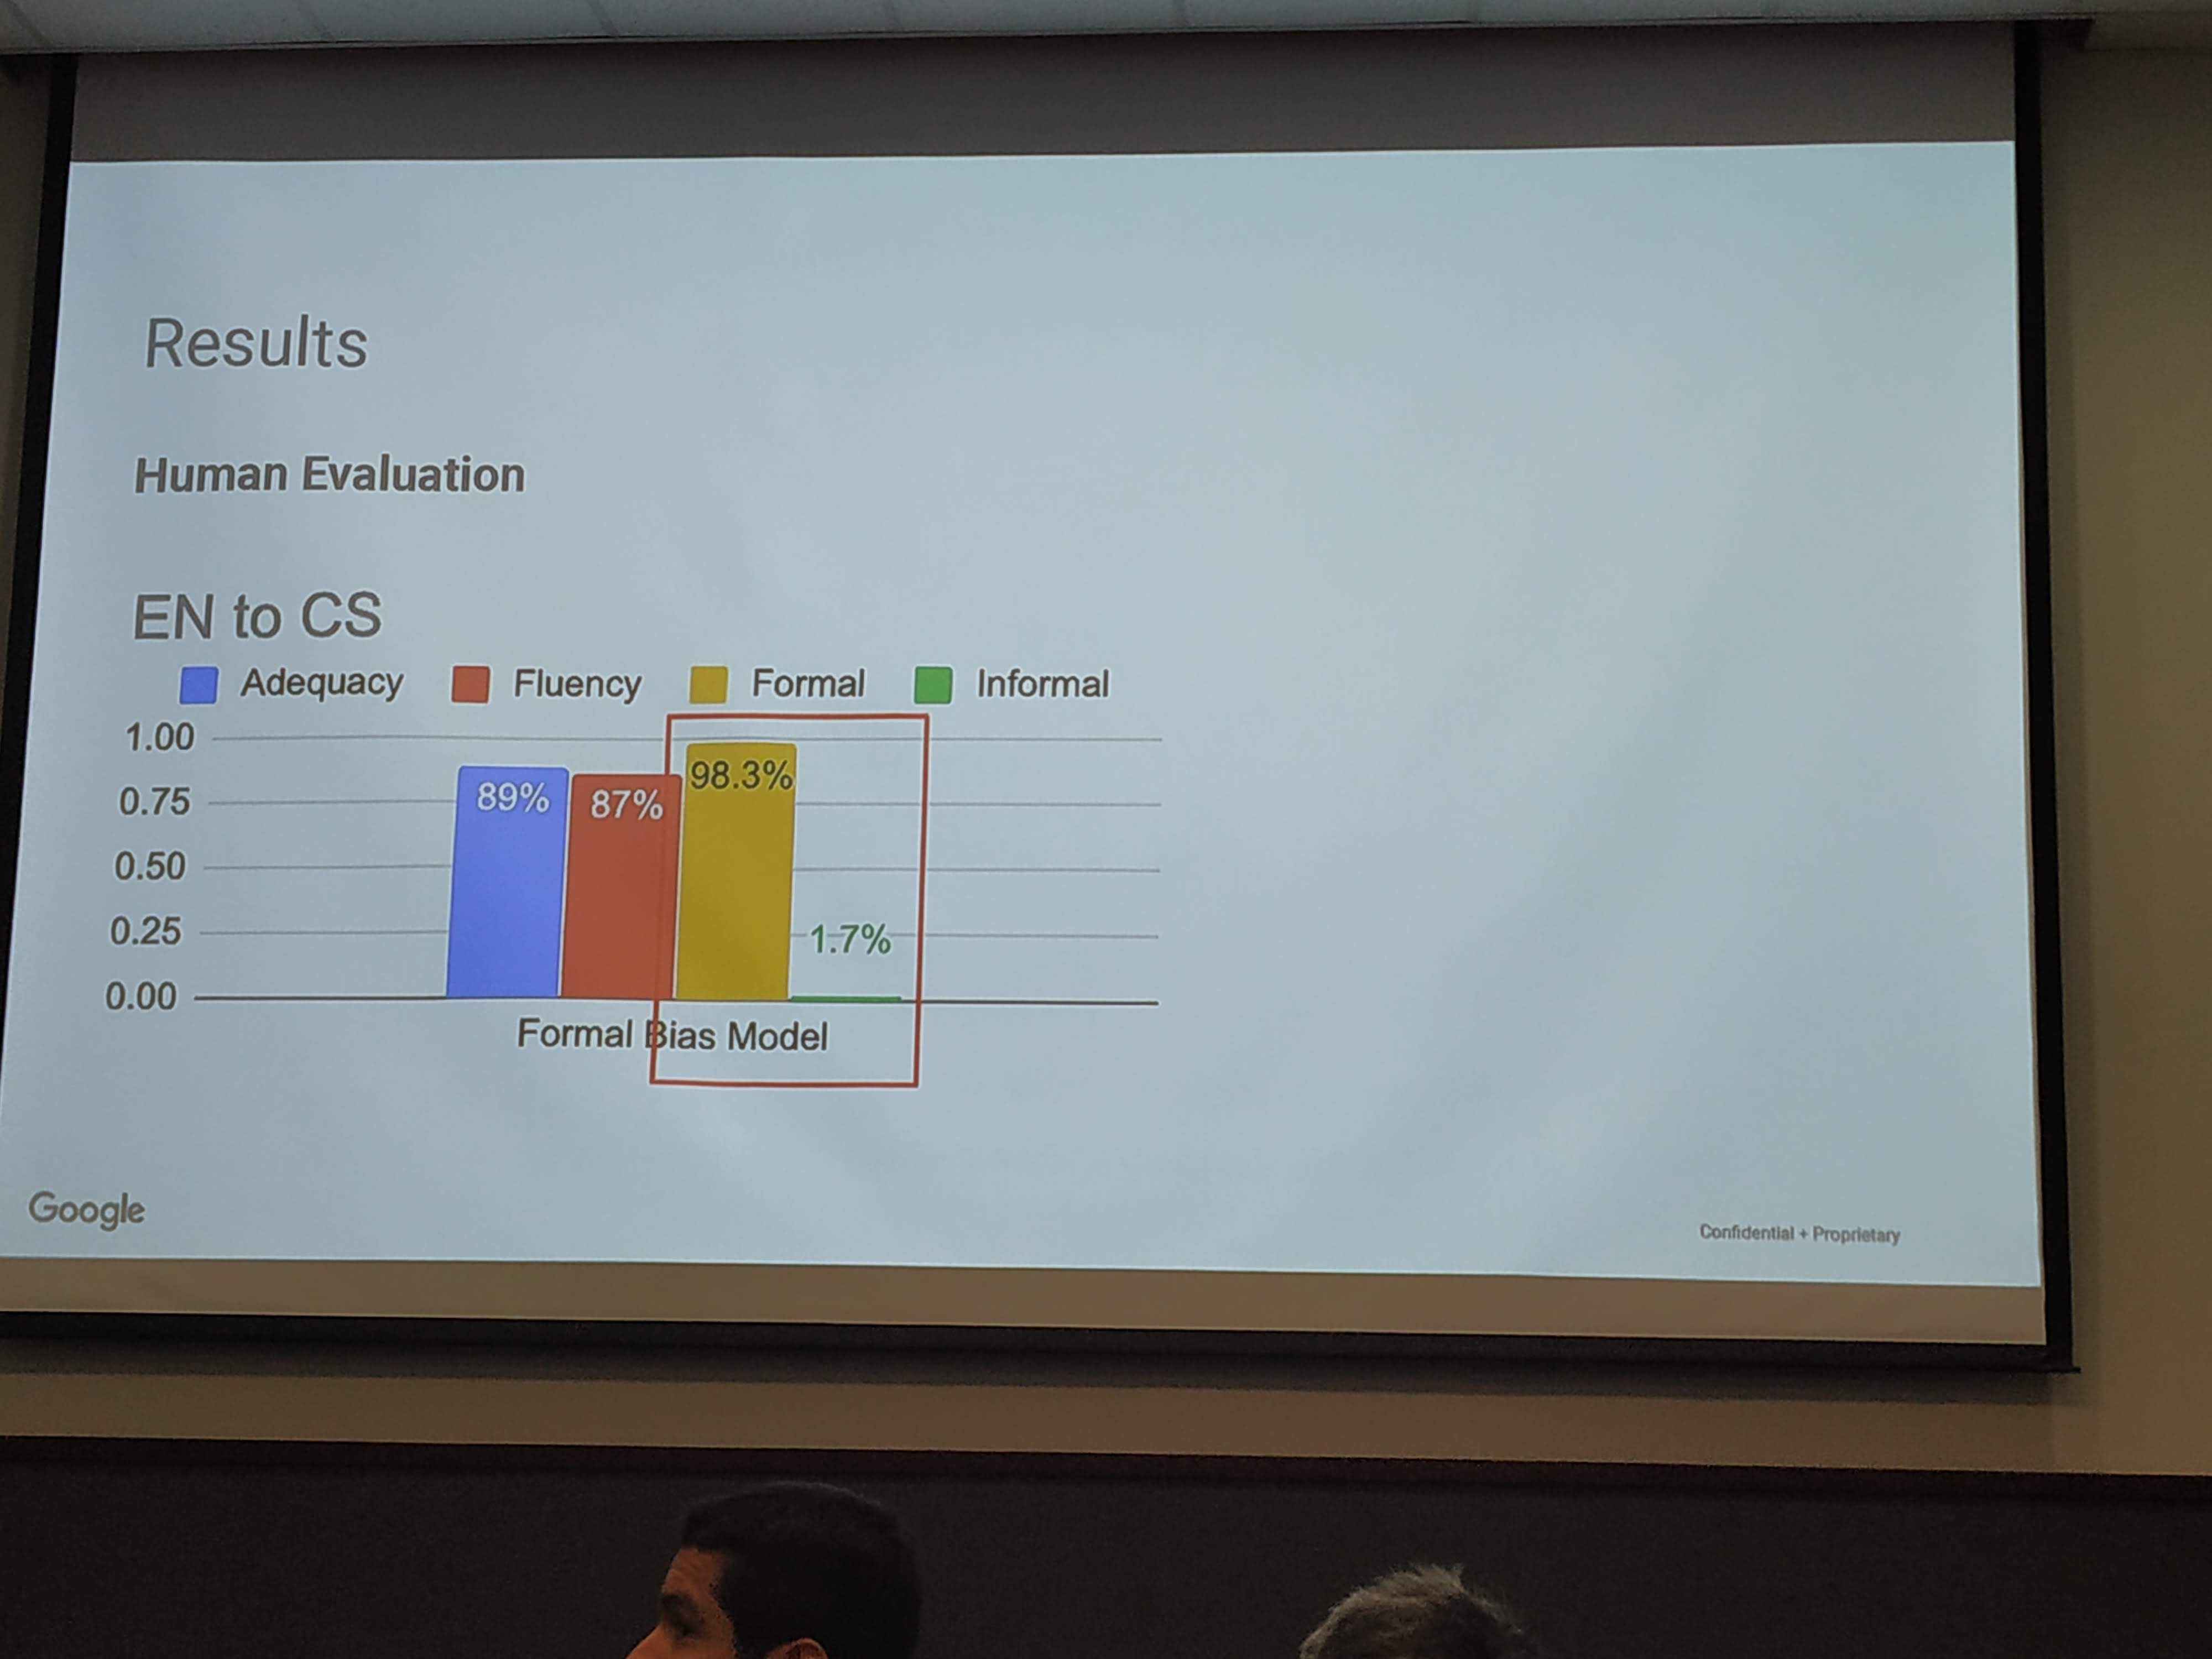 Results
Human Evaluation
EN to CS
Adequacy Fluency Formal Informal
1.00
0.75
0.50
0.25
0.00
89% 87% 98.3% 1.7%
Formal Bias Model
Google
Confidential + Proprietary